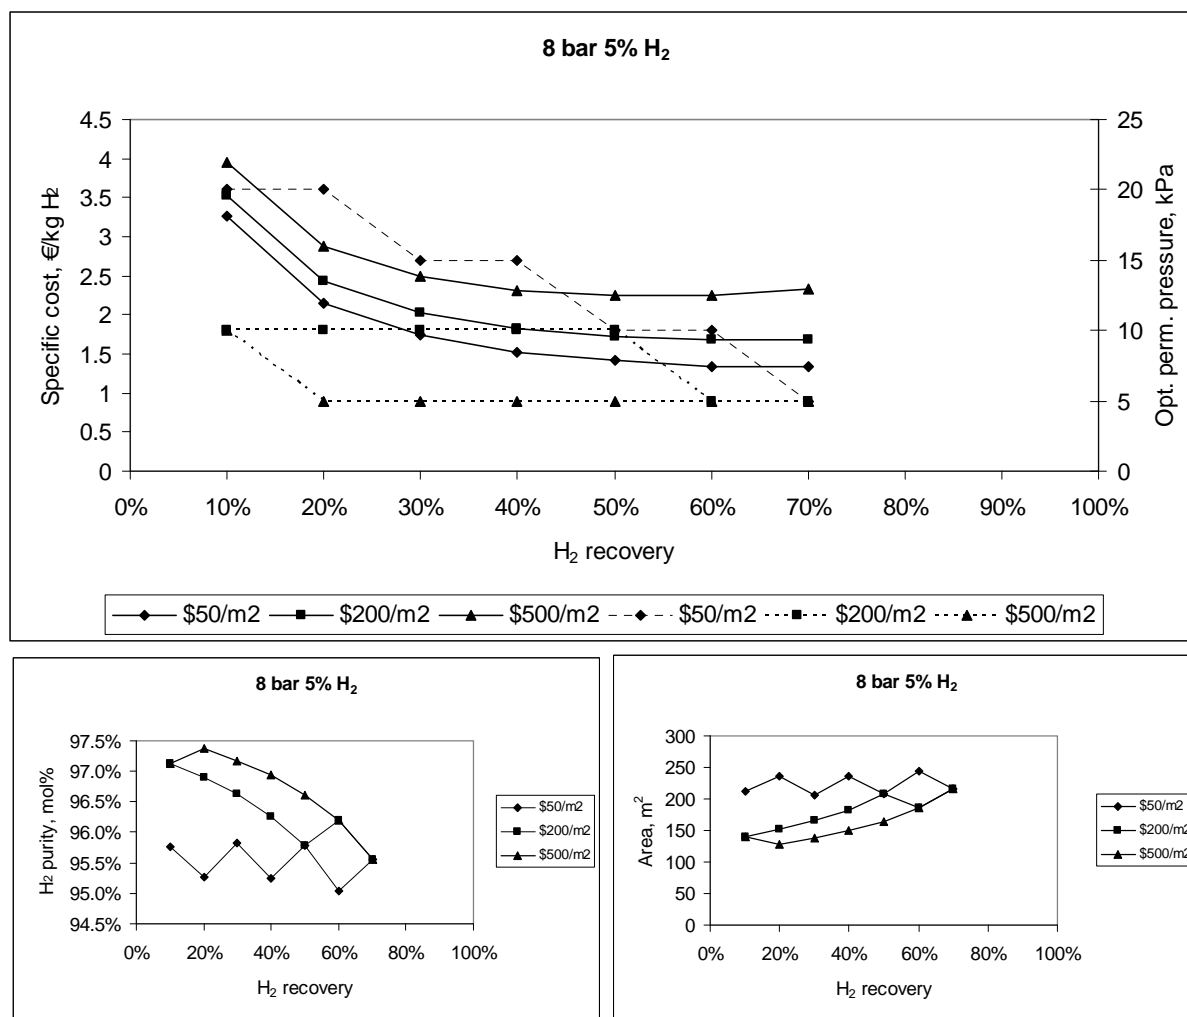 8 bar 5% H2
Specific cost, €/kg H2
4.5
4
3.5
3
2.5
2
1.5
1
0.5
0
25
20
15
10
5
0
Opt. perm. pressure, kPa
0% 10% 20% 30% 40% 50% 60% 70% 80% 90% 100%
H2 recovery
$50/m2 $200/m2 $500/m2 $50/m2 $200/m2 $500/m2
8 bar 5% H2
H2 purity, mol%
97.5%
97.0%
96.5%
96.0%
95.5%
95.0%
94.5%
0% 20% 40% 60% 80% 100%
H2 recovery
$50/m2
$200/m2
$500/m2
8 bar 5% H2
Area, m2
300
250
200
150
100
50
0
0% 20% 40% 60% 80% 100%
H2 recovery
$50/m2
$200/m2
$500/m2